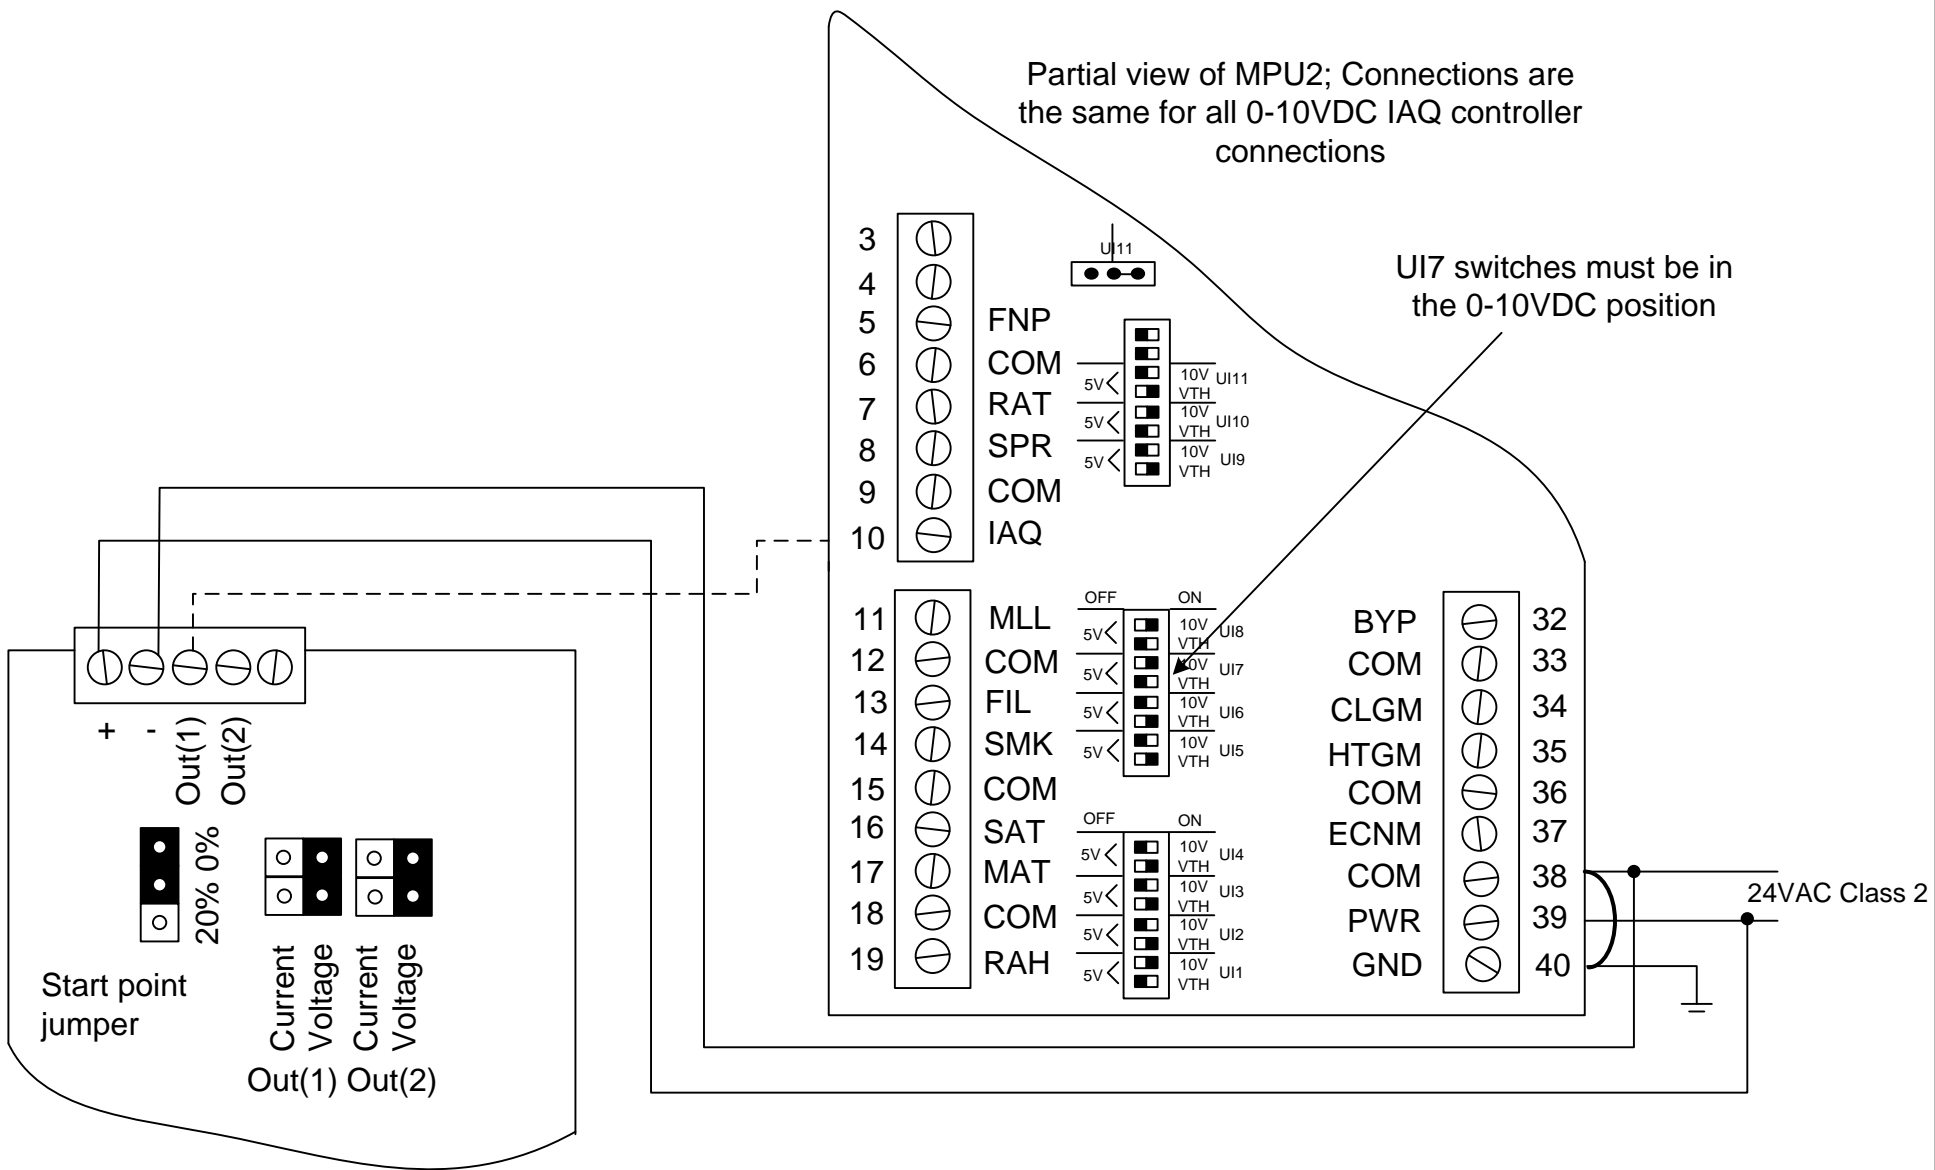 Partial view of MPU2; Connections are
the same for all 0-10VDC IAQ controller
connections
UI7 switches must be in
the 0-10VDC position
3
4
5 FNP
6 COM
7 RAT
8 SPR
9 COM
10 IAQ
UI11
5V 10V VTH UI11
5V 10V VTH UI10
5V 10V VTH UI9
11 MLL
12 COM
13 FIL
14 SMK
15 COM
16 SAT
17 MAT
18 COM
19 RAH
OFF ON
5V 10V VTH UI8
5V 10V VTH UI7
5V 10V VTH UI6
5V 10V VTH UI5
OFF ON
5V 10V VTH UI4
5V 10V VTH UI3
5V 10V VTH UI2
5V 10V VTH UI1
BYP 32
COM 33
CLGM 34
HTGM 35
COM 36
ECNM 37
COM 38
PWR 39
GND 40
24VAC Class 2
+ - Out(1) Out(2)
20% 0%
Start point
jumper
Current Voltage Current Voltage
Out(1) Out(2)